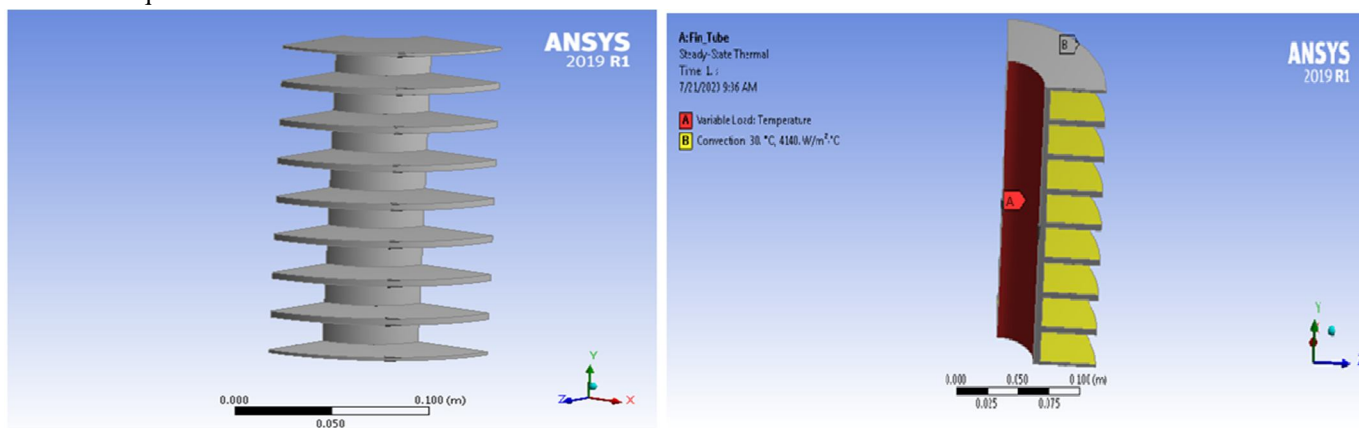 ANSYS
2019 R1
Y
Z
X
0.000
0.100 (m)
0.050
A:Fin_Tube
Steady-State Thermal
Time: 1. s
7/21/2023 9:36 AM
A Variable Load: Temperature
B Convection: 30. °C, 4140. W/m²·°C
B
A
ANSYS
2019 R1
Y
0.000
0.050
0.100 (m)
0.025
0.075